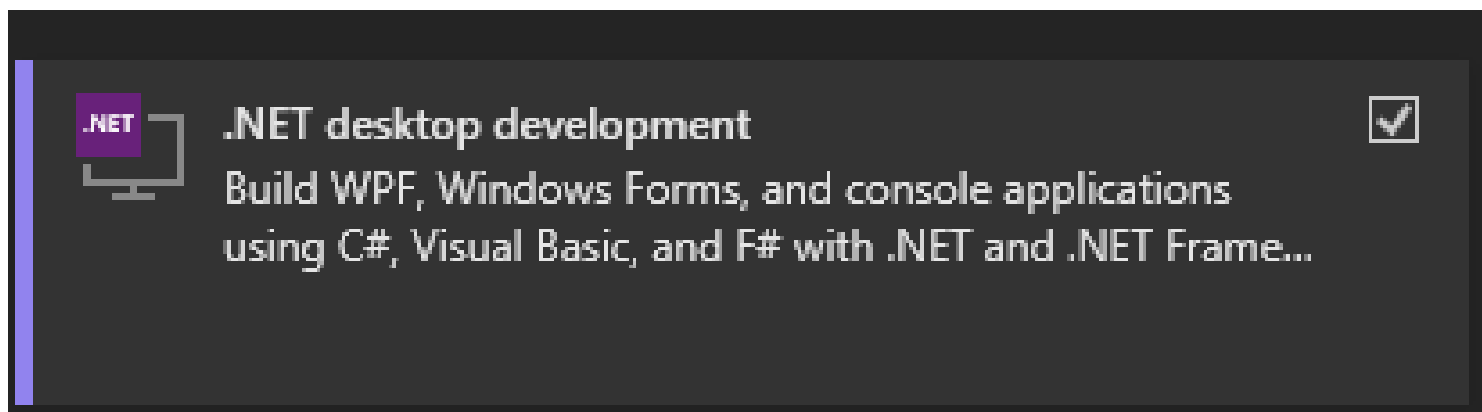 .NET
.NET desktop development
Build WPF, Windows Forms, and console applications
using C#, Visual Basic, and F# with .NET and .NET Frame...